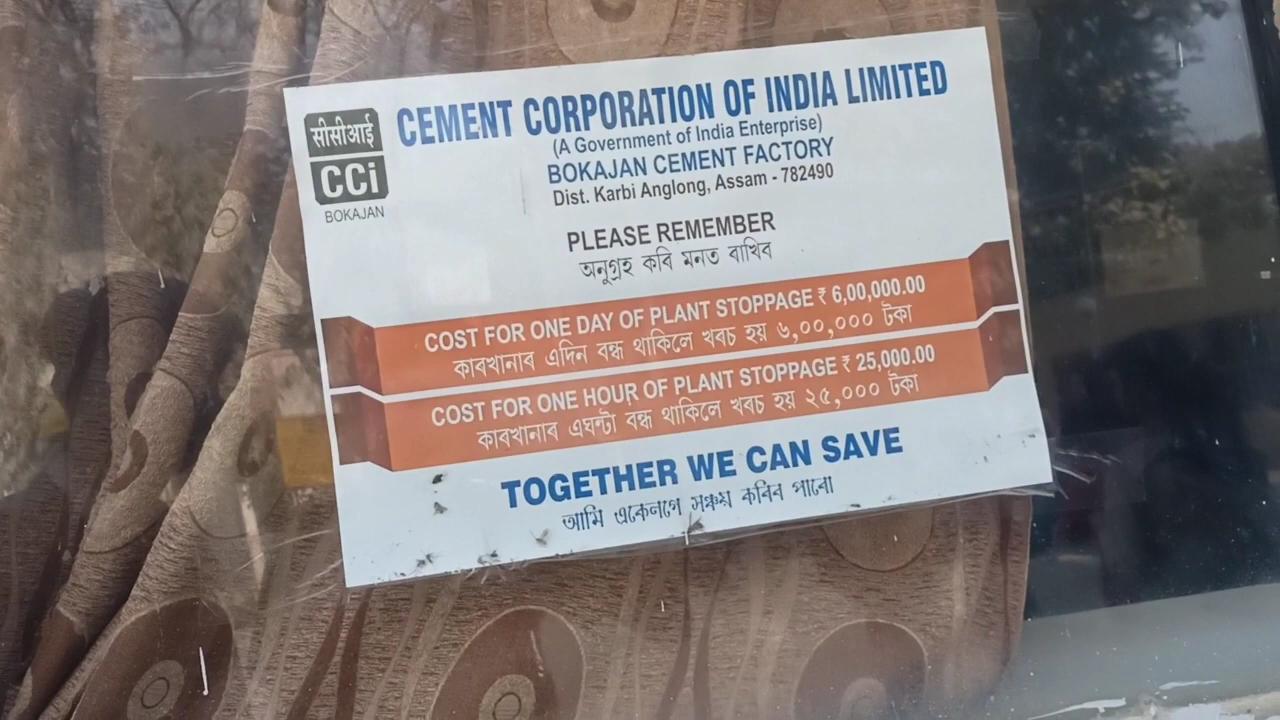 सीसीआई
CCi
BOKAJAN
CEMENT CORPORATION OF INDIA LIMITED
(A Government of India Enterprise)
BOKAJAN CEMENT FACTORY
Dist. Karbi Anglong, Assam - 782490
PLEASE REMEMBER
অনুগ্ৰহ কৰি মনত ৰাখিব
COST FOR ONE DAY OF PLANT STOPPAGE ₹ 6,00,000.00
কাৰখানাৰ এদিন বন্ধ থাকিলে খৰচ হয় ৬,০০,০০০ টকা
COST FOR ONE HOUR OF PLANT STOPPAGE ₹ 25,000.00
কাৰখানাৰ এঘন্টা বন্ধ থাকিলে খৰচ হয় ২৫,০০০ টকা
TOGETHER WE CAN SAVE
আমি একেলগে সঞ্চয় কৰিব পাৰো